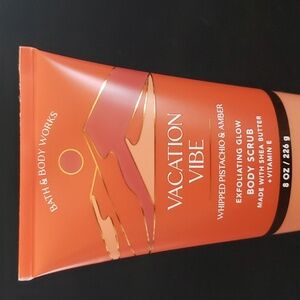 BATH & BODY WORKS
VACATION
VIBE
WHIPPED PISTACHIO & AMBER
EXFOLIATING GLOW
BODY SCRUB
MADE WITH SHEA BUTTER
+ VITAMIN E
8 OZ / 226 g